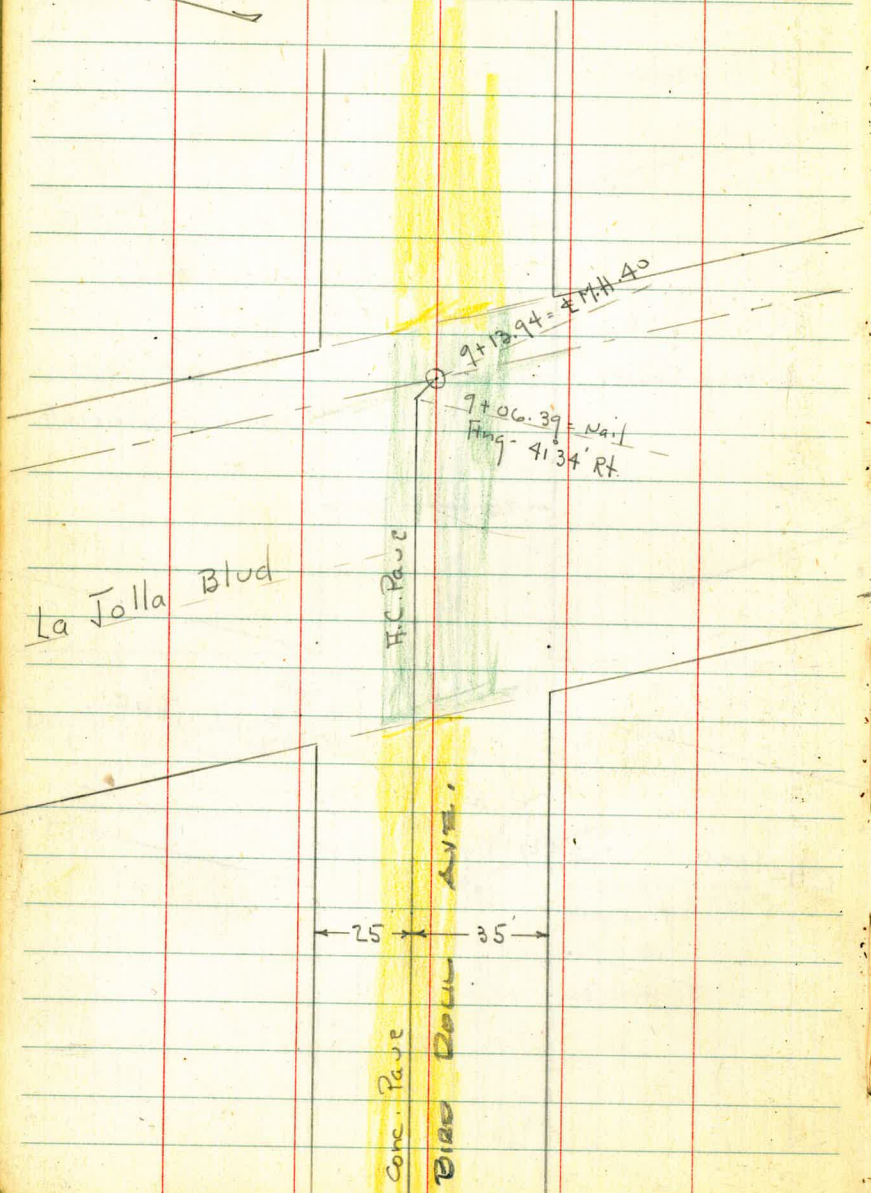 9+13.94 = ℄ M.H. 40
9+06.39 = Nail
Ang- 41°34' Rt.
La Jolla Blvd
A.C. Pave
25 35'
Conc. Pave
BIRD ROCK AVE.